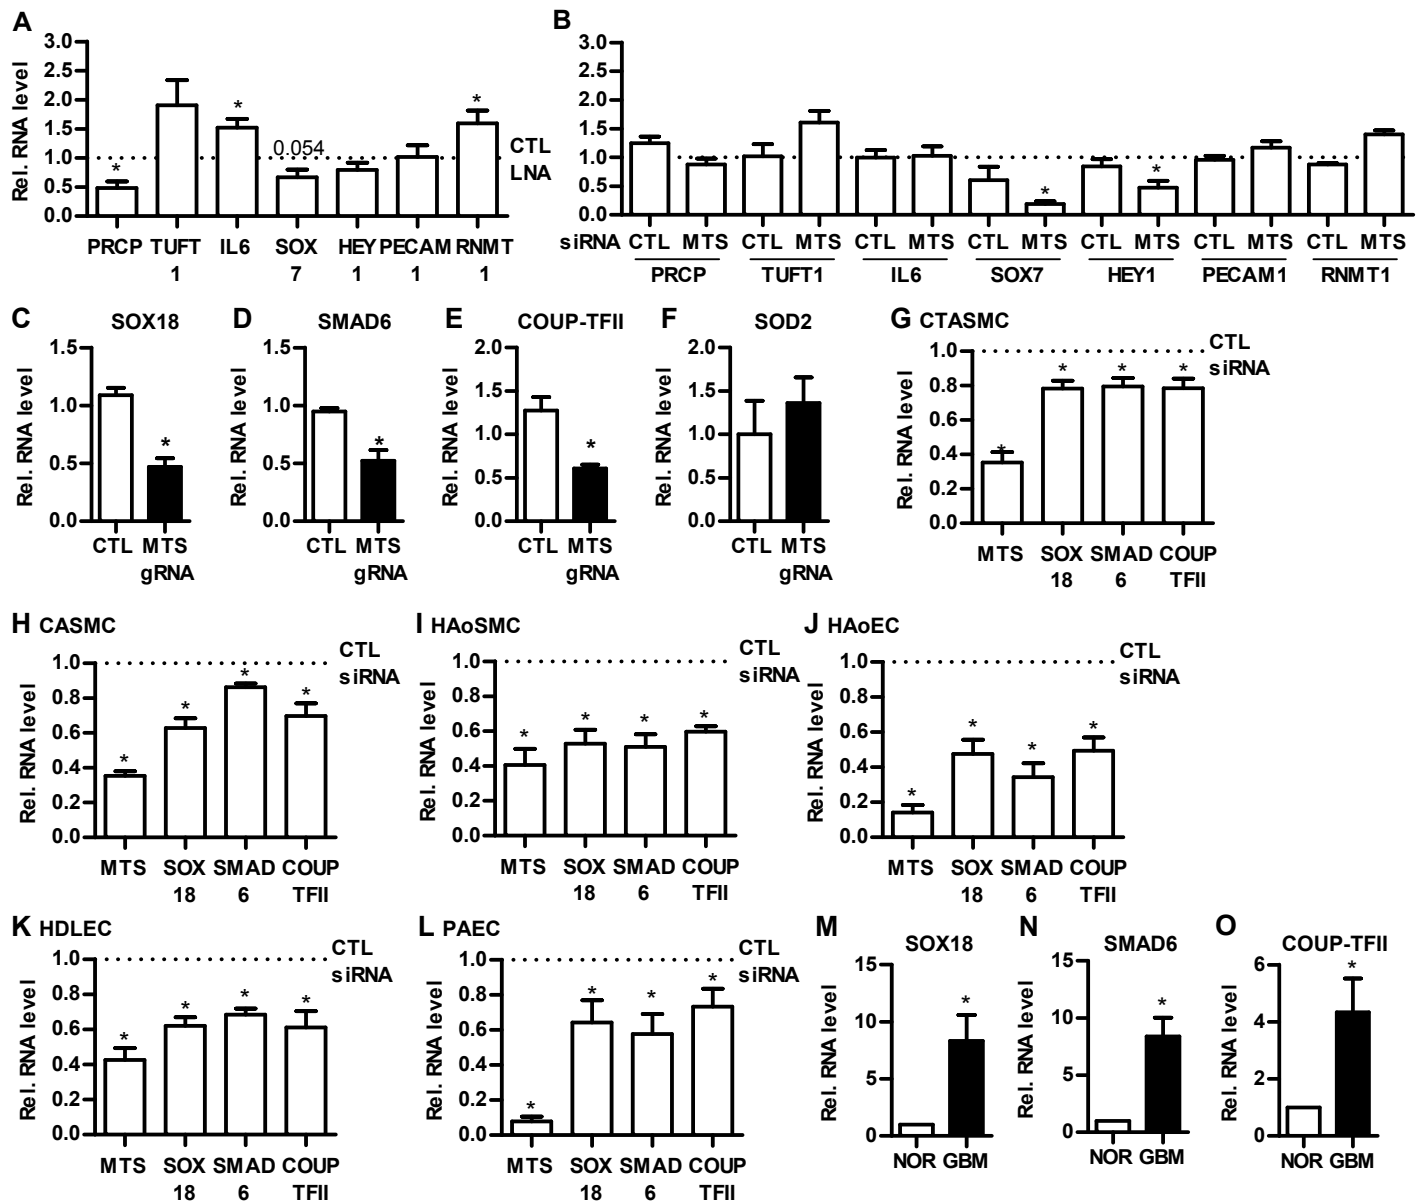 A
Rel. RNA level
3.0
2.5
2.0
1.5
1.0
0.5
0.0
*
*
0.054
*
CTL
LNA
PRCP TUFT IL6 SOX HEY PECAM RNMT
1 7 1 1 1
B
3.0
2.5
2.0
1.5
1.0
0.5
0.0
*
*
siRNA CTL MTS CTL MTS CTL MTS CTL MTS CTL MTS CTL MTS CTL MTS
PRCP TUFT1 IL6 SOX7 HEY1 PECAM1 RNMT1
C SOX18
Rel. RNA level
1.5
1.0
0.5
0.0
*
CTL MTS
gRNA
D SMAD6
Rel. RNA level
1.5
1.0
0.5
0.0
*
CTL MTS
gRNA
E COUP-TFII
Rel. RNA level
2.0
1.5
1.0
0.5
0.0
*
CTL MTS
gRNA
F SOD2
Rel. RNA level
2.0
1.5
1.0
0.5
0.0
CTL MTS
gRNA
G CTASMC
Rel. RNA level
1.0
0.8
0.6
0.4
0.2
0.0
CTL
siRNA
* * * *
MTS SOX SMAD COUP
18 6 TFII
H CASMC
Rel. RNA level
1.0
0.8
0.6
0.4
0.2
0.0
CTL
siRNA
* * * *
MTS SOX SMAD COUP
18 6 TFII
I HAoSMC
Rel. RNA level
1.0
0.8
0.6
0.4
0.2
0.0
CTL
siRNA
* * * *
MTS SOX SMAD COUP
18 6 TFII
J HAoEC
Rel. RNA level
1.0
0.8
0.6
0.4
0.2
0.0
CTL
siRNA
* * * *
MTS SOX SMAD COUP
18 6 TFII
K HDLEC
Rel. RNA level
1.0
0.8
0.6
0.4
0.2
0.0
CTL
siRNA
* * * *
MTS SOX SMAD COUP
18 6 TFII
L PAEC
Rel. RNA level
1.0
0.8
0.6
0.4
0.2
0.0
CTL
siRNA
* * * *
MTS SOX SMAD COUP
18 6 TFII
M SOX18
Rel. RNA level
15
10
5
0
*
NOR GBM
N SMAD6
Rel. RNA level
15
10
5
0
*
NOR GBM
O COUP-TFII
Rel. RNA level
6
4
2
0
*
NOR GBM